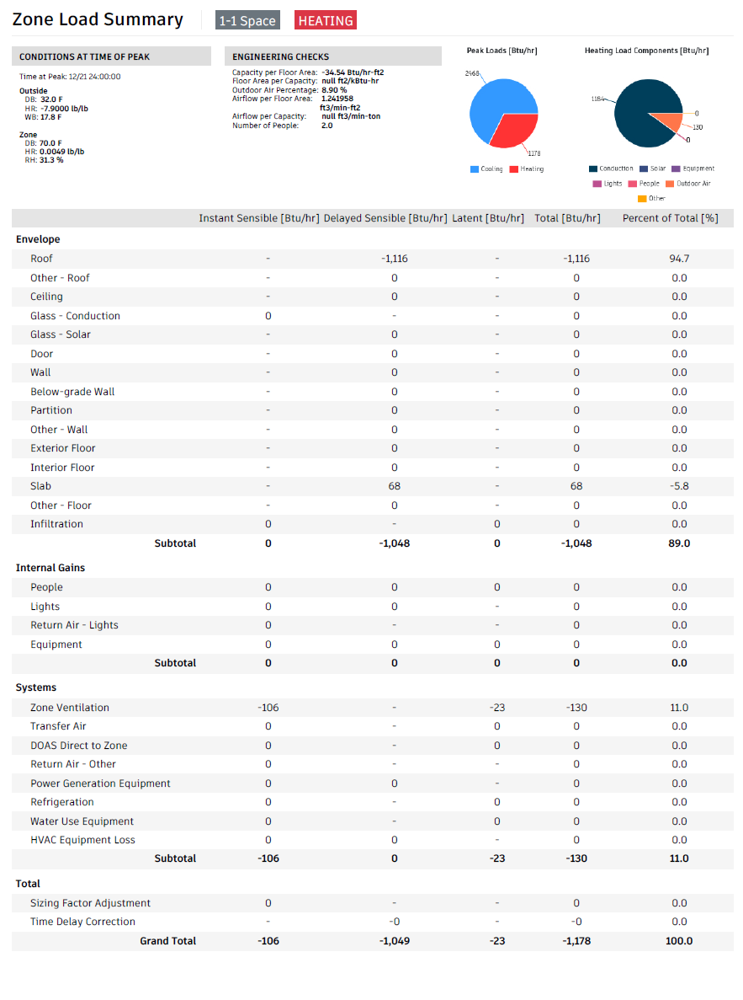 Zone Load Summary 1-1 Space HEATING
CONDITIONS AT TIME OF PEAK
Time at Peak: 12/21 24:00:00
Outside
DB: 32.0 F
HR: -7.9000 lb/lb
WB: 17.8 F
Zone
DB: 70.0 F
HR: 0.0049 lb/lb
RH: 31.3 %
ENGINEERING CHECKS
Capacity per Floor Area: -34.54 Btu/hr-ft2
Floor Area per Capacity: null ft2/kBtu-hr
Outdoor Air Percentage: 8.90 %
Airflow per Floor Area: 1.241958
ft3/min-ft2
Airflow per Capacity: null ft3/min-ton
Number of People: 2.0
Peak Loads [Btu/hr]
2468
1178
Cooling Heating
Heating Load Components [Btu/hr]
1184
0
130
0
Conduction Solar Equipment
Lights People Outdoor Air
Other
Instant Sensible [Btu/hr] Delayed Sensible [Btu/hr] Latent [Btu/hr] Total [Btu/hr] Percent of Total [%]
Envelope
Roof - -1,116 - -1,116 94.7
Other - Roof - 0 - 0 0.0
Ceiling - 0 - 0 0.0
Glass - Conduction 0 - - 0 0.0
Glass - Solar - 0 - 0 0.0
Door - 0 - 0 0.0
Wall - 0 - 0 0.0
Below-grade Wall - 0 - 0 0.0
Partition - 0 - 0 0.0
Other - Wall - 0 - 0 0.0
Exterior Floor - 0 - 0 0.0
Interior Floor - 0 - 0 0.0
Slab - 68 - 68 -5.8
Other - Floor - 0 - 0 0.0
Infiltration 0 - 0 0 0.0
Subtotal 0 -1,048 0 -1,048 89.0
Internal Gains
People 0 0 0 0 0.0
Lights 0 0 - 0 0.0
Return Air - Lights 0 - - 0 0.0
Equipment 0 0 0 0 0.0
Subtotal 0 0 0 0 0.0
Systems
Zone Ventilation -106 - -23 -130 11.0
Transfer Air 0 - 0 0 0.0
DOAS Direct to Zone 0 - 0 0 0.0
Return Air - Other 0 - - 0 0.0
Power Generation Equipment 0 0 - 0 0.0
Refrigeration 0 - 0 0 0.0
Water Use Equipment 0 - 0 0 0.0
HVAC Equipment Loss 0 0 - 0 0.0
Subtotal -106 0 -23 -130 11.0
Total
Sizing Factor Adjustment 0 - - 0 0.0
Time Delay Correction - -0 - -0 0.0
Grand Total -106 -1,049 -23 -1,178 100.0